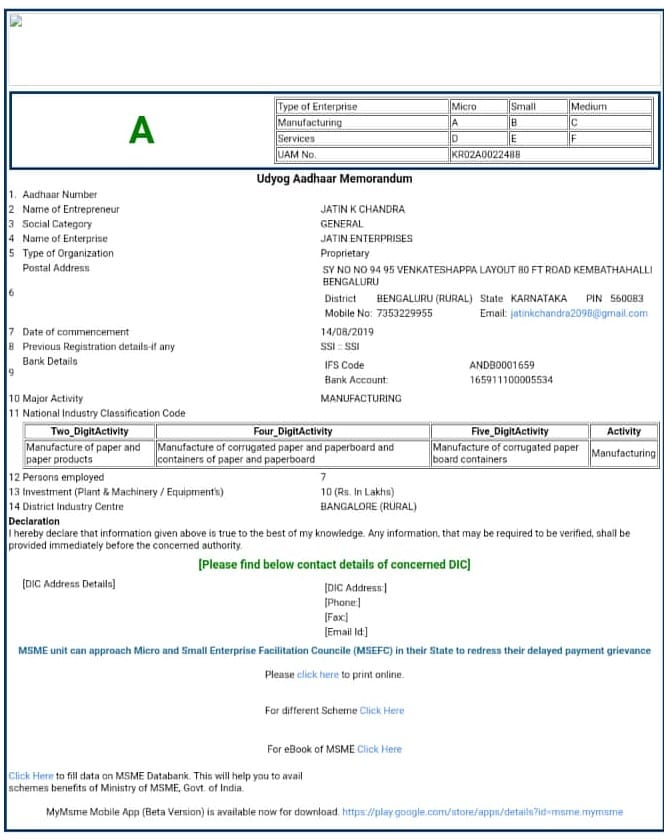 A
Type of Enterprise Micro Small Medium
Manufacturing A B C
Services D E F
UAM No. KR02A0022488
Udyog Aadhaar Memorandum
1. Aadhaar Number
2 Name of Entrepreneur JATIN K CHANDRA
3 Social Category GENERAL
4 Name of Enterprise JATIN ENTERPRISES
5 Type of Organization Proprietary
6 Postal Address SY NO NO 94 95 VENKATESHAPPA LAYOUT 80 FT ROAD KEMBATHAHALLI
BENGALURU
District BENGALURU (RURAL) State KARNATAKA PIN 560083
Mobile No: 7353229955 Email: jatinkchandra2098@gmail.com
7 Date of commencement 14/08/2019
8 Previous Registration details-if any SSI :: SSI
9 Bank Details IFS Code ANDB0001659
Bank Account: 165911100005534
10 Major Activity MANUFACTURING
11 National Industry Classification Code
Two_DigitActivity Four_DigitActivity Five_DigitActivity Activity
Manufacture of paper and Manufacture of corrugated paper and paperboard and Manufacture of corrugated paper Manufacturing
paper products containers of paper and paperboard board containers
12 Persons employed 7
13 Investment (Plant & Machinery / Equipment's) 10 (Rs. In Lakhs)
14 District Industry Centre BANGALORE (RURAL)
Declaration
I hereby declare that information given above is true to the best of my knowledge. Any information, that may be required to be verified, shall be
provided immediately before the concerned authority.
[Please find below contact details of concerned DIC]
[DIC Address Details] [DIC Address:]
[Phone:]
[Fax:]
[Email Id:]
MSME unit can approach Micro and Small Enterprise Facilitation Councile (MSEFC) in their State to redress their delayed payment grievance
Please click here to print online.
For different Scheme Click Here
For eBook of MSME Click Here
Click Here to fill data on MSME Databank. This will help you to avail
schemes benefits of Ministry of MSME, Govt. of India.
MyMsme Mobile App (Beta Version) is available now for download. https://play.google.com/store/apps/details?id=msme.mymsme